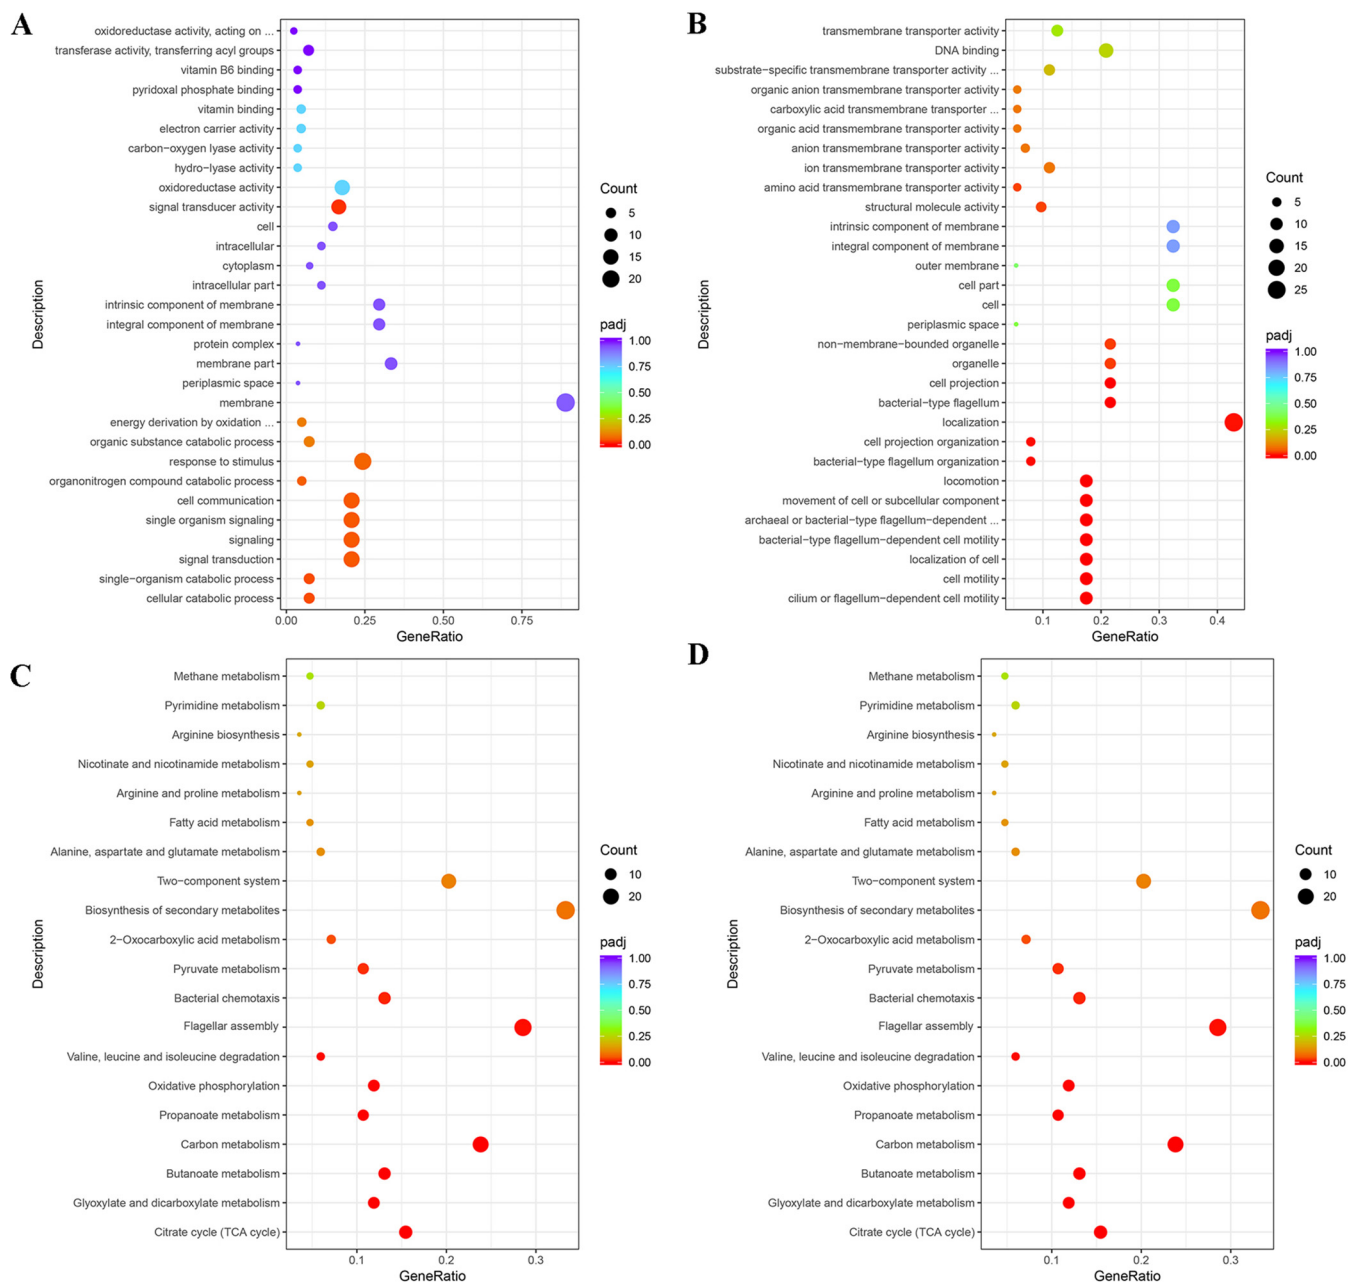 A
oxidoreductase activity, acting on ...
transferase activity, transferring acyl groups
vitamin B6 binding
pyridoxal phosphate binding
vitamin binding
electron carrier activity
carbon−oxygen lyase activity
hydro−lyase activity
oxidoreductase activity
signal transducer activity
cell
intracellular
cytoplasm
intracellular part
intrinsic component of membrane
integral component of membrane
protein complex
membrane part
periplasmic space
membrane
energy derivation by oxidation ...
organic substance catabolic process
response to stimulus
organonitrogen compound catabolic process
cell communication
single organism signaling
signaling
signal transduction
single−organism catabolic process
cellular catabolic process
Description
0.00 0.25 0.50 0.75
GeneRatio
Count
5
10
15
20
padj
1.00
0.75
0.50
0.25
0.00
B
transmembrane transporter activity
DNA binding
substrate−specific transmembrane transporter activity ...
organic anion transmembrane transporter activity
carboxylic acid transmembrane transporter ...
organic acid transmembrane transporter activity
anion transmembrane transporter activity
ion transmembrane transporter activity
amino acid transmembrane transporter activity
structural molecule activity
intrinsic component of membrane
integral component of membrane
outer membrane
cell part
cell
periplasmic space
non−membrane−bounded organelle
organelle
cell projection
bacterial−type flagellum
localization
cell projection organization
bacterial−type flagellum organization
locomotion
movement of cell or subcellular component
archaeal or bacterial−type flagellum−dependent ...
bacterial−type flagellum−dependent cell motility
localization of cell
cell motility
cilium or flagellum−dependent cell motility
Description
0.1 0.2 0.3 0.4
GeneRatio
Count
5
10
15
20
25
padj
1.00
0.75
0.50
0.25
0.00
C
Methane metabolism
Pyrimidine metabolism
Arginine biosynthesis
Nicotinate and nicotinamide metabolism
Arginine and proline metabolism
Fatty acid metabolism
Alanine, aspartate and glutamate metabolism
Two−component system
Biosynthesis of secondary metabolites
2−Oxocarboxylic acid metabolism
Pyruvate metabolism
Bacterial chemotaxis
Flagellar assembly
Valine, leucine and isoleucine degradation
Oxidative phosphorylation
Propanoate metabolism
Carbon metabolism
Butanoate metabolism
Glyoxylate and dicarboxylate metabolism
Citrate cycle (TCA cycle)
Description
0.1 0.2 0.3
GeneRatio
Count
10
20
padj
1.00
0.75
0.50
0.25
0.00
D
Methane metabolism
Pyrimidine metabolism
Arginine biosynthesis
Nicotinate and nicotinamide metabolism
Arginine and proline metabolism
Fatty acid metabolism
Alanine, aspartate and glutamate metabolism
Two−component system
Biosynthesis of secondary metabolites
2−Oxocarboxylic acid metabolism
Pyruvate metabolism
Bacterial chemotaxis
Flagellar assembly
Valine, leucine and isoleucine degradation
Oxidative phosphorylation
Propanoate metabolism
Carbon metabolism
Butanoate metabolism
Glyoxylate and dicarboxylate metabolism
Citrate cycle (TCA cycle)
Description
0.1 0.2 0.3
GeneRatio
Count
10
20
padj
1.00
0.75
0.50
0.25
0.00